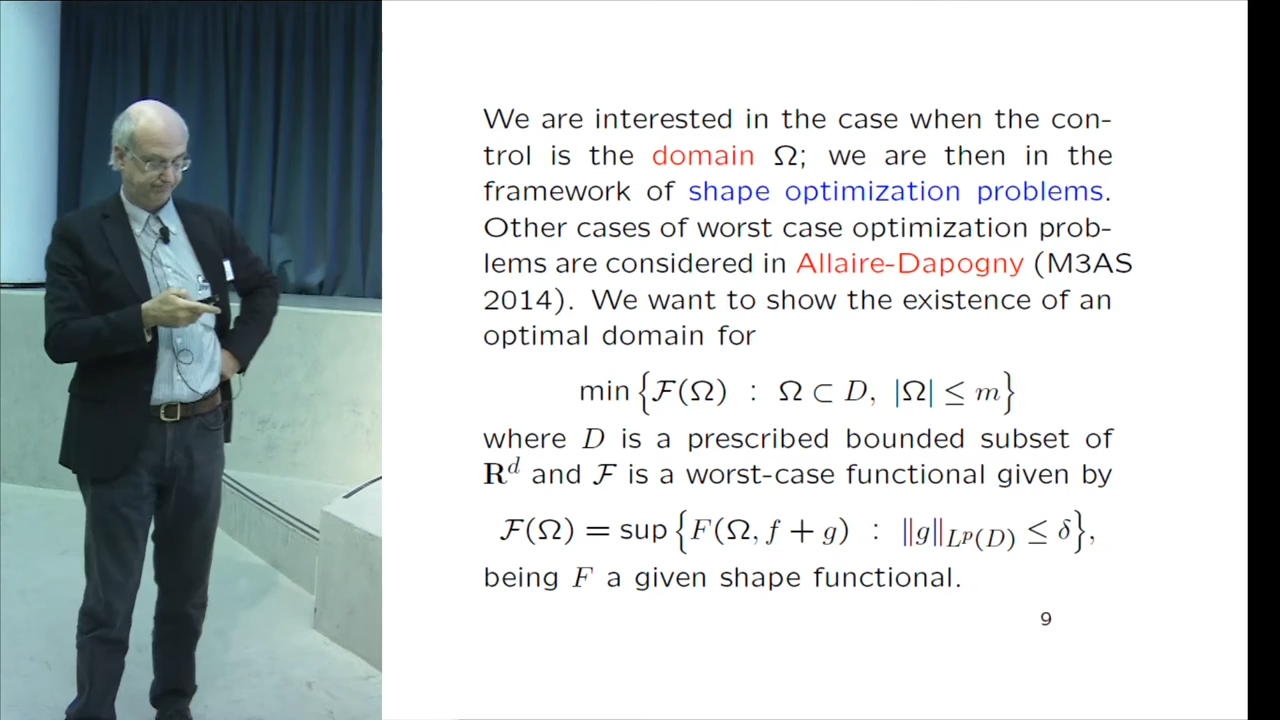 We are interested in the case when the con-
trol is the domain Ω; we are then in the
framework of shape optimization problems.
Other cases of worst case optimization prob-
lems are considered in Allaire-Dapogny (M3AS
2014). We want to show the existence of an
optimal domain for
min {ℱ(Ω) : Ω ⊂ D, |Ω| ≤ m}
where D is a prescribed bounded subset of
R^d and ℱ is a worst-case functional given by
ℱ(Ω) = sup {F(Ω, f + g) : ‖g‖_{L^p(D)} ≤ δ},
being F a given shape functional.
9